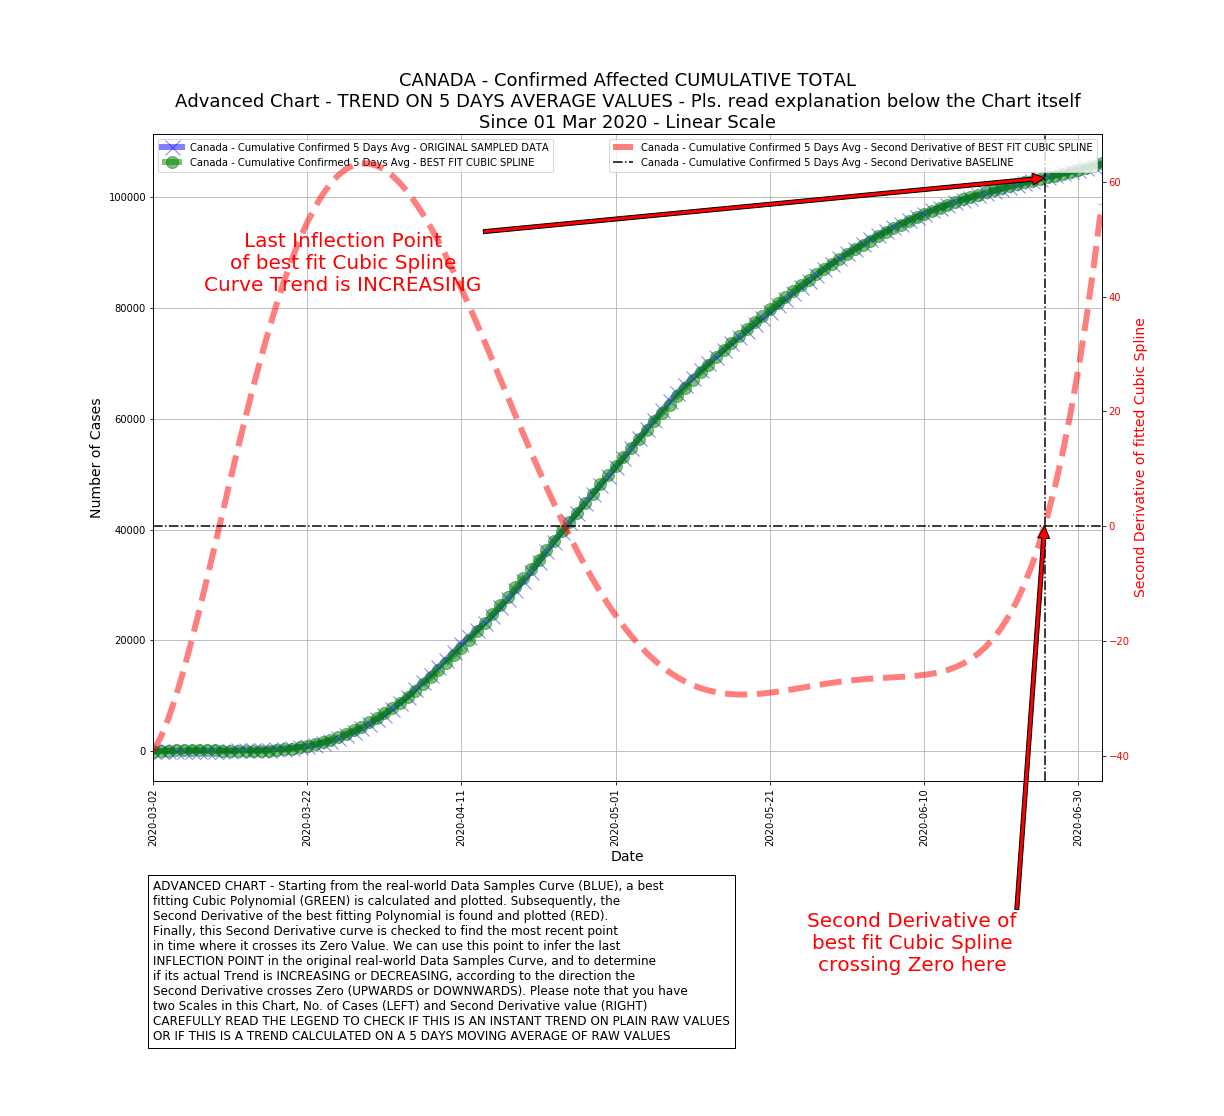 CANADA - Confirmed Affected CUMULATIVE TOTAL
Advanced Chart - TREND ON 5 DAYS AVERAGE VALUES - Pls. read explanation below the Chart itself
Since 01 Mar 2020 - Linear Scale
Canada - Cumulative Confirmed 5 Days Avg - ORIGINAL SAMPLED DATA
Canada - Cumulative Confirmed 5 Days Avg - BEST FIT CUBIC SPLINE
Canada - Cumulative Confirmed 5 Days Avg - Second Derivative of BEST FIT CUBIC SPLINE
Canada - Cumulative Confirmed 5 Days Avg - Second Derivative BASELINE
Last Inflection Point
of best fit Cubic Spline
Curve Trend is INCREASING
Number of Cases
100000
80000
60000
40000
20000
0
60
40
20
0
−20
−40
Second Derivative of fitted Cubic Spline
2020-03-02
2020-03-22
2020-04-11
2020-05-01
2020-05-21
2020-06-10
2020-06-30
Date
Second Derivative of
best fit Cubic Spline
crossing Zero here
ADVANCED CHART - Starting from the real-world Data Samples Curve (BLUE), a best
fitting Cubic Polynomial (GREEN) is calculated and plotted. Subsequently, the
Second Derivative of the best fitting Polynomial is found and plotted (RED).
Finally, this Second Derivative curve is checked to find the most recent point
in time where it crosses its Zero Value. We can use this point to infer the last
INFLECTION POINT in the original real-world Data Samples Curve, and to determine
if its actual Trend is INCREASING or DECREASING, according to the direction the
Second Derivative crosses Zero (UPWARDS or DOWNWARDS). Please note that you have
two Scales in this Chart, No. of Cases (LEFT) and Second Derivative value (RIGHT)
CAREFULLY READ THE LEGEND TO CHECK IF THIS IS AN INSTANT TREND ON PLAIN RAW VALUES
OR IF THIS IS A TREND CALCULATED ON A 5 DAYS MOVING AVERAGE OF RAW VALUES